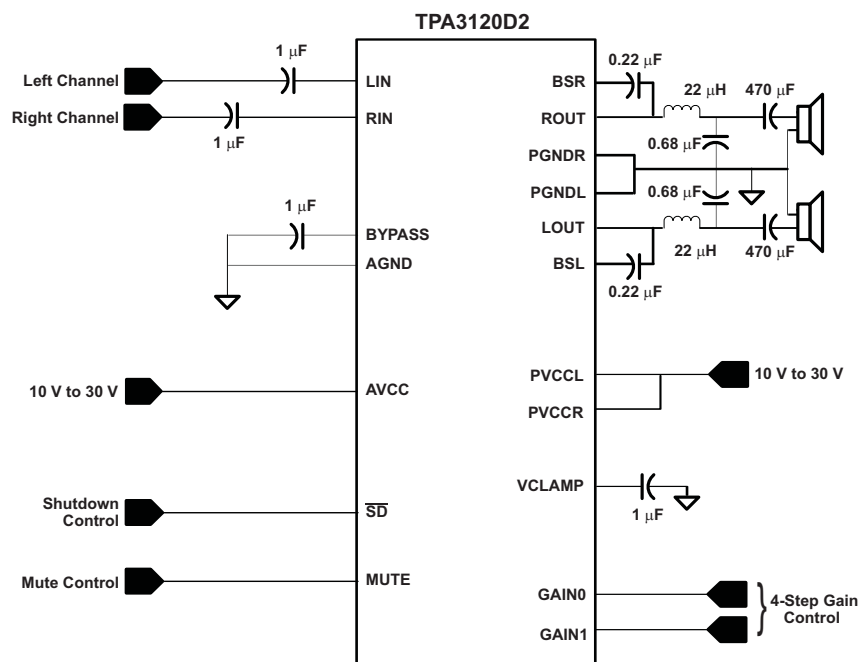 TPA3120D2
1 μF
Left Channel
LIN
Right Channel
RIN
1 μF
1 μF
BYPASS
AGND
10 V to 30 V
AVCC
Shutdown
Control
SD
Mute Control
MUTE
0.22 μF
BSR
22 μH
470 μF
ROUT
0.68 μF
PGNDR
0.68 μF
PGNDL
LOUT
22 μH
470 μF
BSL
0.22 μF
PVCCL
10 V to 30 V
PVCCR
VCLAMP
1 μF
GAIN0
GAIN1
4-Step Gain
Control